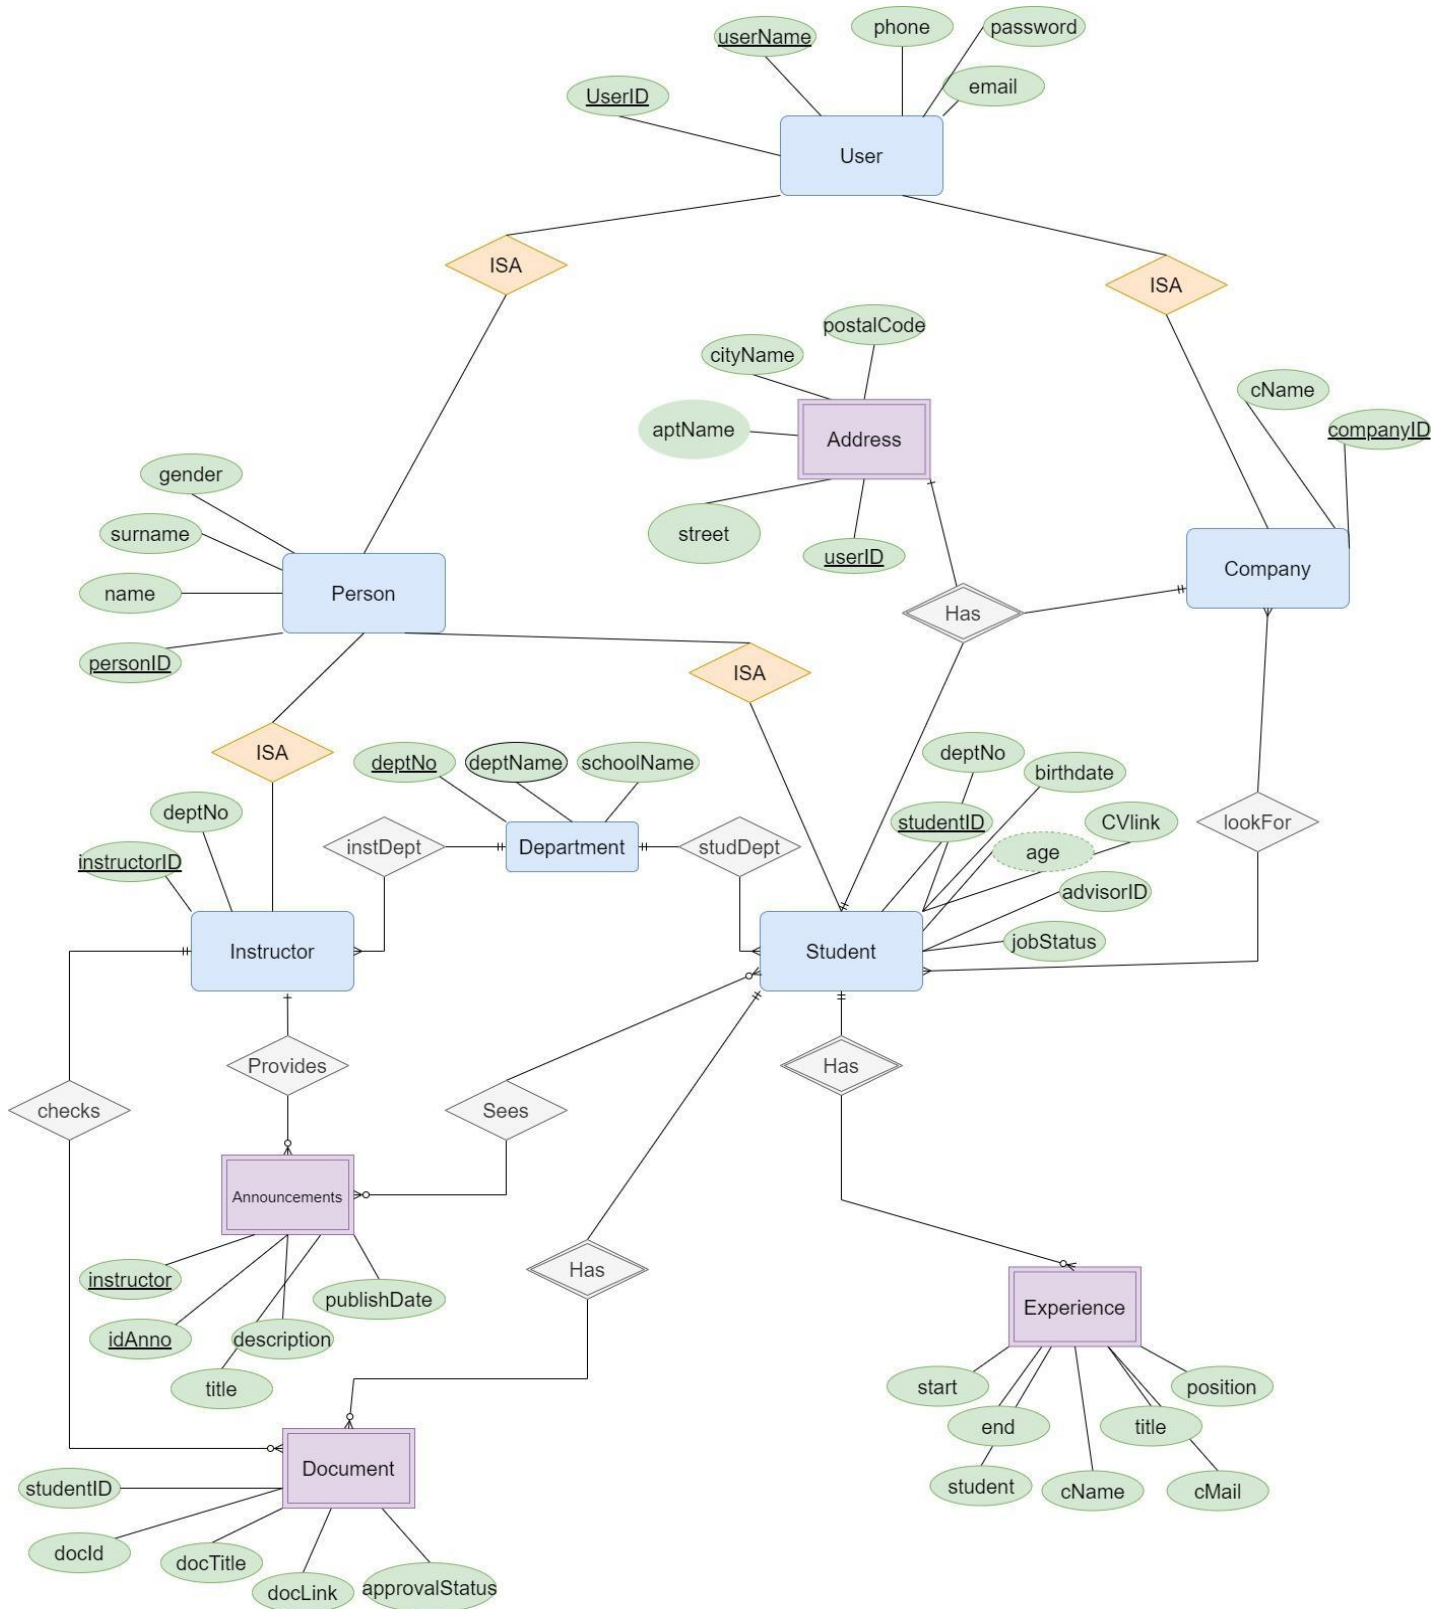 userName
phone
password
UserID
email
User
ISA
ISA
postalCode
cityName
aptName
Address
street
userID
cName
companyID
Company
gender
surname
name
Person
personID
Has
ISA
ISA
deptNo
deptName
schoolName
deptNo
birthdate
studentID
CVlink
age
advisorID
jobStatus
lookFor
deptNo
instructorID
instDept
Department
studDept
Instructor
Student
Provides
checks
Sees
Has
Announcements
instructor
idAnno
title
description
publishDate
Has
Experience
start
end
student
cName
title
cMail
position
Document
studentID
docId
docTitle
docLink
approvalStatus